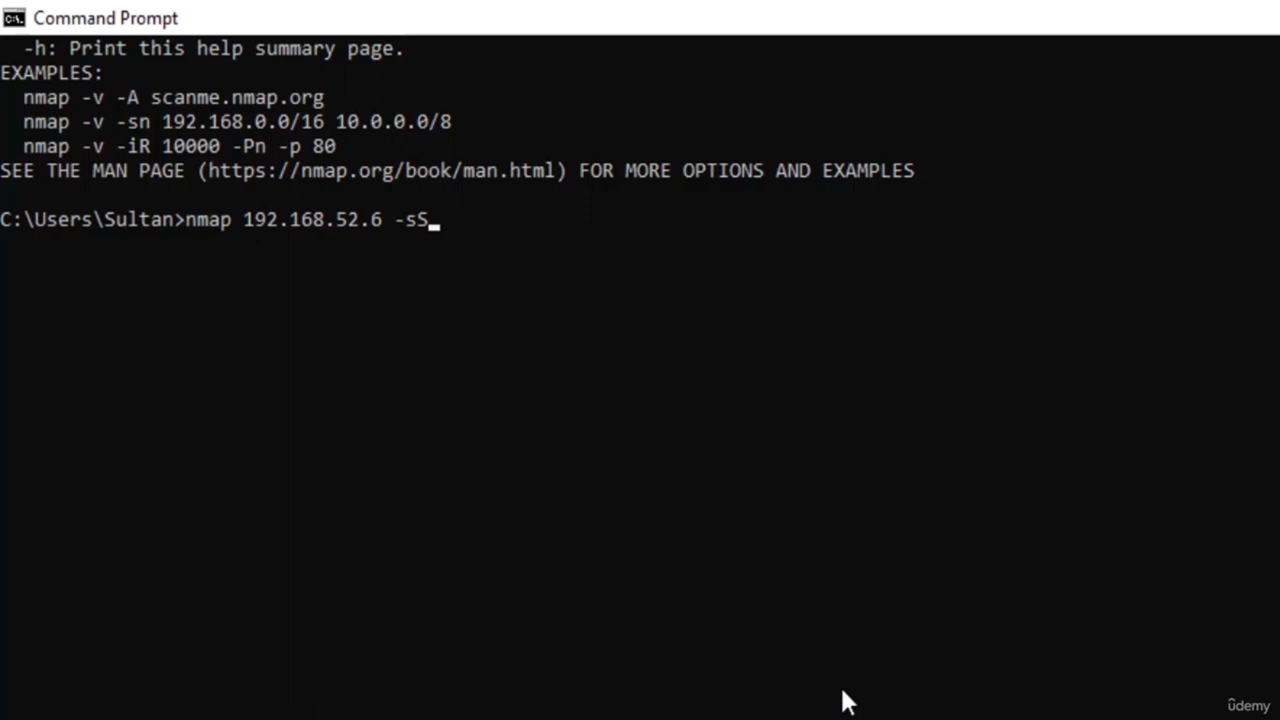 Command Prompt
-h: Print this help summary page.
EXAMPLES:
nmap -v -A scanme.nmap.org
nmap -v -sn 192.168.0.0/16 10.0.0.0/8
nmap -v -iR 10000 -Pn -p 80
SEE THE MAN PAGE (https://nmap.org/book/man.html) FOR MORE OPTIONS AND EXAMPLES
C:\Users\Sultan>nmap 192.168.52.6 -sS
ûdemy